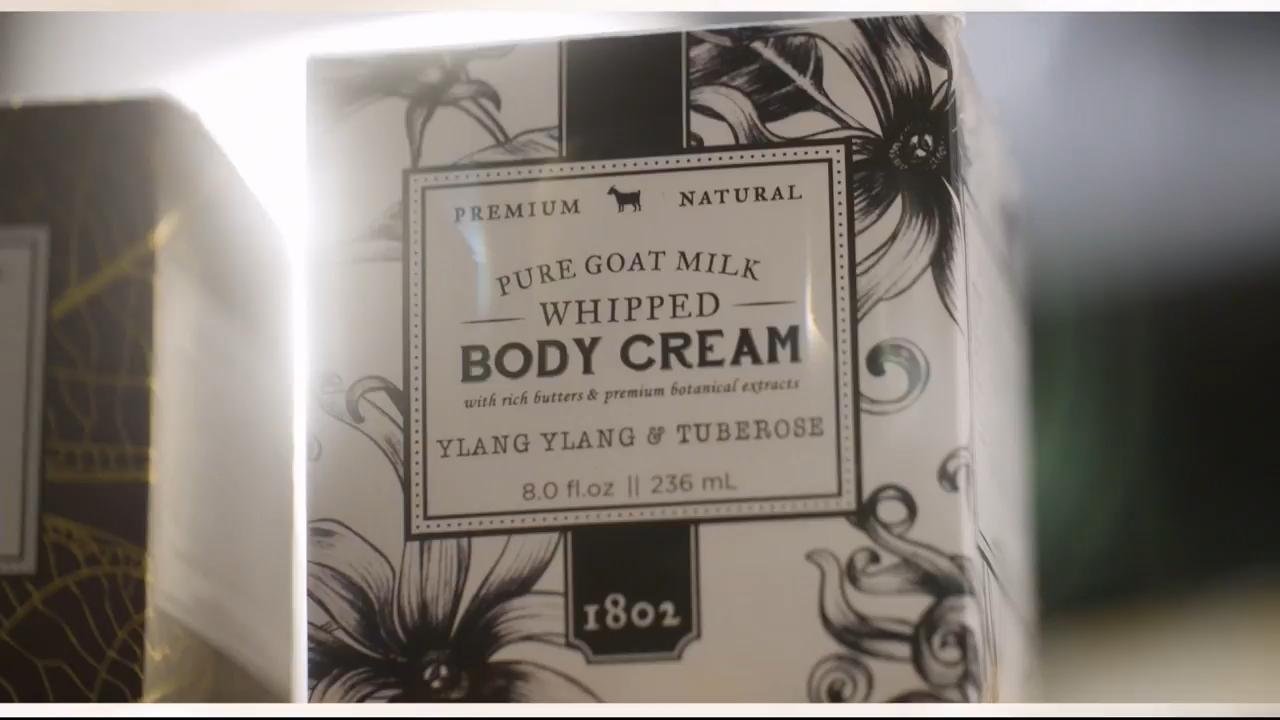 PREMIUM NATURAL
PURE GOAT MILK
WHIPPED
BODY CREAM
with rich butters & premium botanical extracts
YLANG YLANG & TUBEROSE
8.0 fl.oz || 236 mL
1802